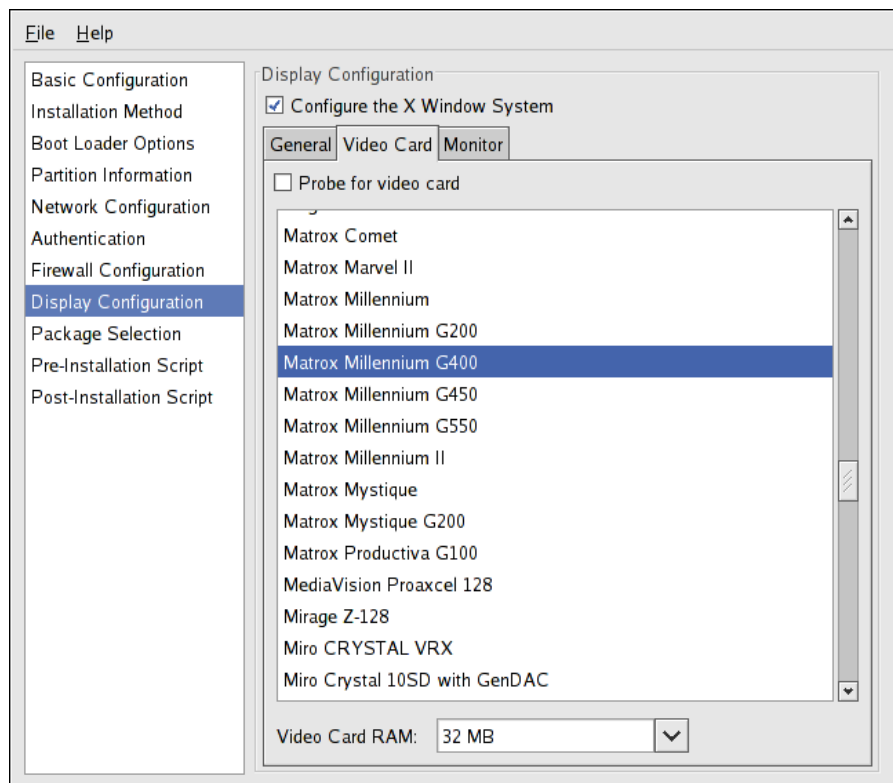 File Help
Basic Configuration
Installation Method
Boot Loader Options
Partition Information
Network Configuration
Authentication
Firewall Configuration
Display Configuration
Package Selection
Pre-Installation Script
Post-Installation Script
Display Configuration
Configure the X Window System
General Video Card Monitor
Probe for video card
Matrox Comet
Matrox Marvel II
Matrox Millennium
Matrox Millennium G200
Matrox Millennium G400
Matrox Millennium G450
Matrox Millennium G550
Matrox Millennium II
Matrox Mystique
Matrox Mystique G200
Matrox Productiva G100
MediaVision Proaxcel 128
Mirage Z-128
Miro CRYSTAL VRX
Miro Crystal 10SD with GenDAC
Video Card RAM: 32 MB